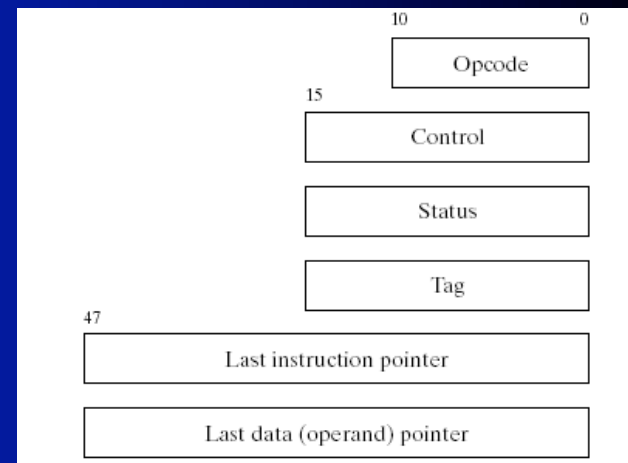 10 0
Opcode
15
Control
Status
Tag
47
Last instruction pointer
Last data (operand) pointer